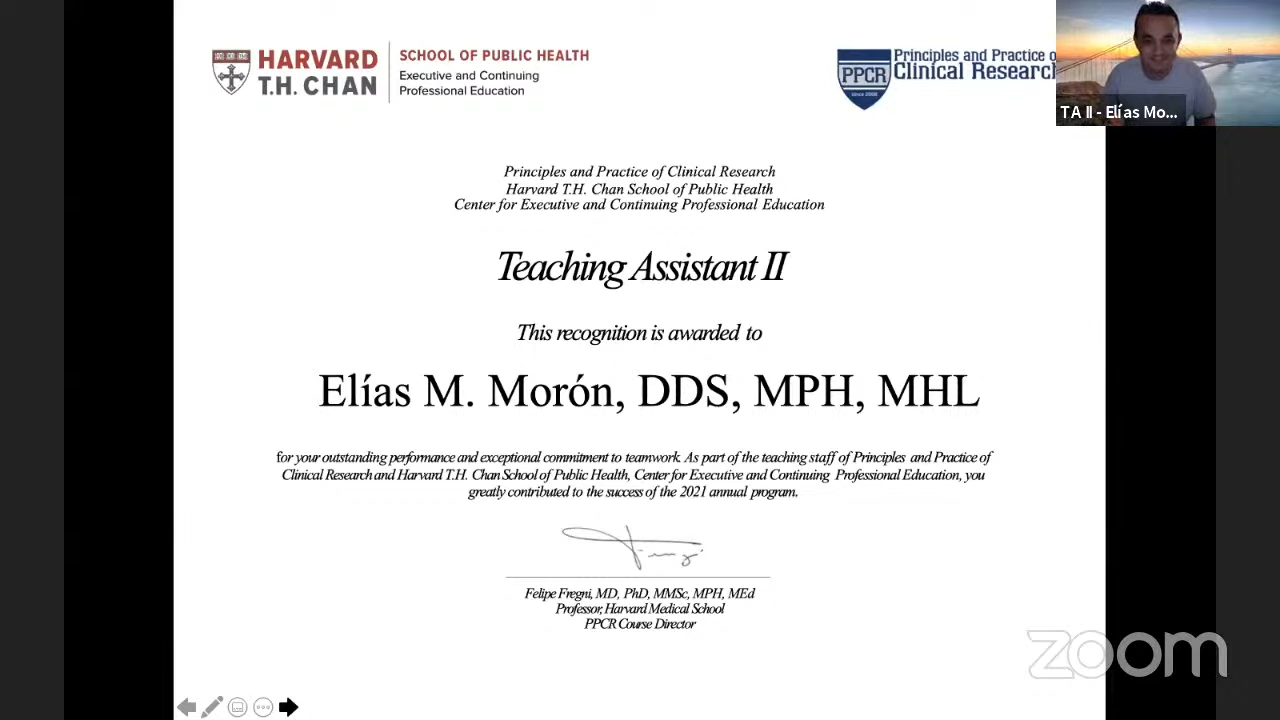 HARVARD
T.H. CHAN
SCHOOL OF PUBLIC HEALTH
Executive and Continuing
Professional Education
PPCR
since 2008
Principles and Practice o
Clinical Research
TA II - Elías Mo...
Principles and Practice of Clinical Research
Harvard T.H. Chan School of Public Health
Center for Executive and Continuing Professional Education
Teaching Assistant II
This recognition is awarded to
Elías M. Morón, DDS, MPH, MHL
for your outstanding performance and exceptional commitment to teamwork. As part of the teaching staff of Principles and Practice of
Clinical Research and Harvard T.H. Chan School of Public Health, Center for Executive and Continuing Professional Education, you
greatly contributed to the success of the 2021 annual program.
Felipe Fregni, MD, PhD, MMSc, MPH, MEd
Professor, Harvard Medical School
PPCR Course Director
zoom